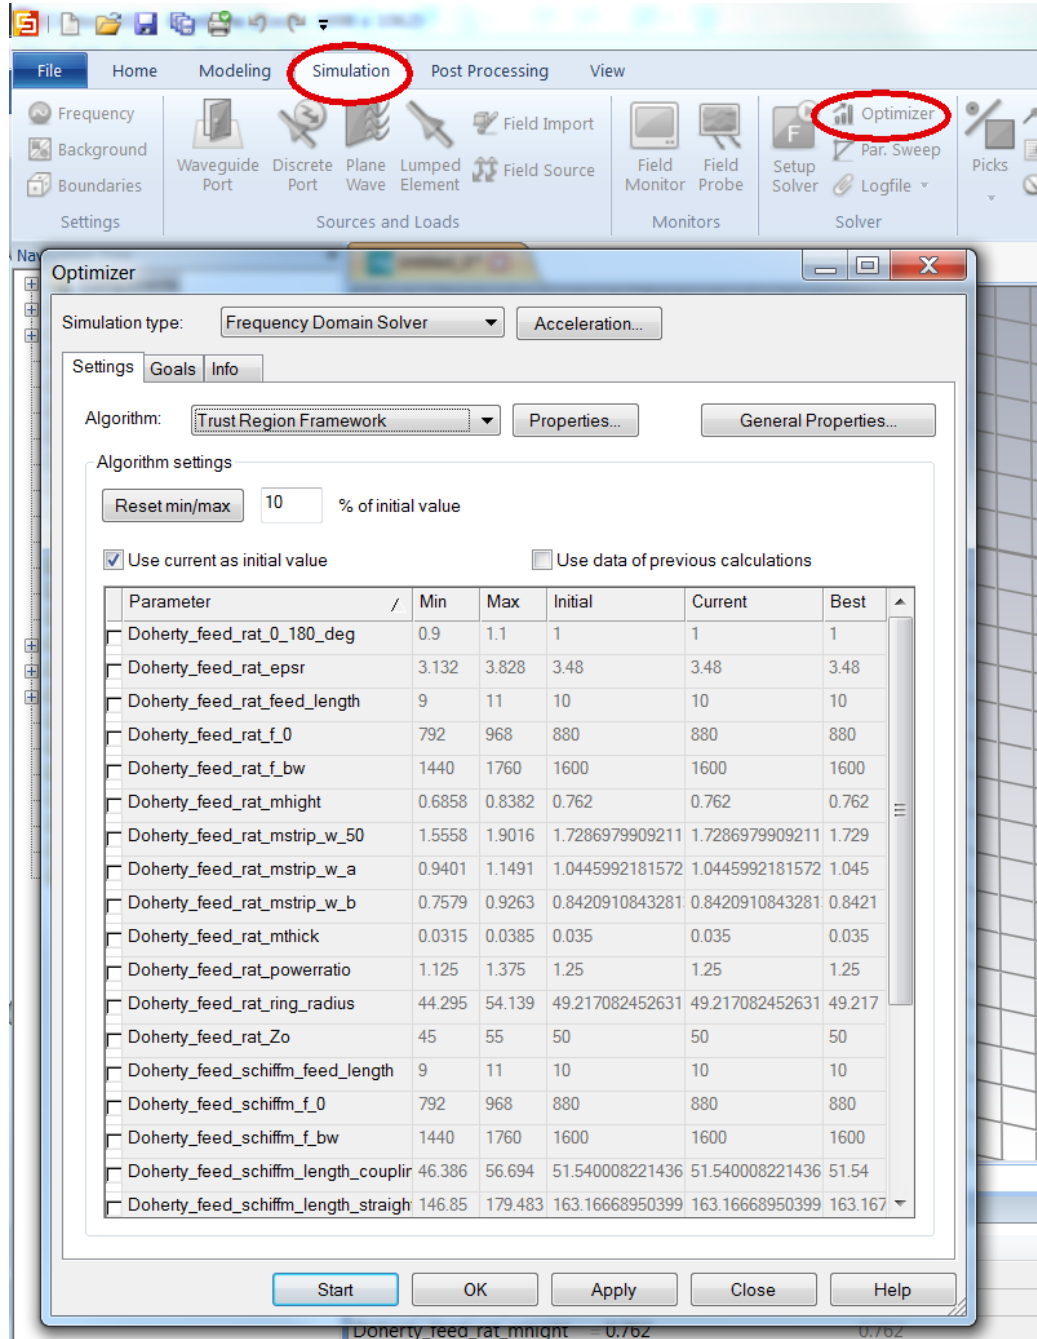 File Home Modeling Simulation Post Processing View
Frequency
Background
Boundaries
Settings
Waveguide Port
Discrete Port
Plane Wave
Lumped Element
Field Import
Field Source
Sources and Loads
Field Monitor
Field Probe
Monitors
Setup Solver
Optimizer
Par. Sweep
Logfile
Solver
Picks
Nav
Optimizer
Simulation type: Frequency Domain Solver Acceleration...
Settings Goals Info
Algorithm: Trust Region Framework Properties... General Properties...
Algorithm settings
Reset min/max 10 % of initial value
Use current as initial value Use data of previous calculations
Parameter / Min Max Initial Current Best
Doherty_feed_rat_0_180_deg 0.9 1.1 1 1 1
Doherty_feed_rat_epsr 3.132 3.828 3.48 3.48 3.48
Doherty_feed_rat_feed_length 9 11 10 10 10
Doherty_feed_rat_f_0 792 968 880 880 880
Doherty_feed_rat_f_bw 1440 1760 1600 1600 1600
Doherty_feed_rat_mhight 0.6858 0.8382 0.762 0.762 0.762
Doherty_feed_rat_mstrip_w_50 1.5558 1.9016 1.7286979909211 1.7286979909211 1.729
Doherty_feed_rat_mstrip_w_a 0.9401 1.1491 1.0445992181572 1.0445992181572 1.045
Doherty_feed_rat_mstrip_w_b 0.7579 0.9263 0.8420910843281 0.8420910843281 0.8421
Doherty_feed_rat_mthick 0.0315 0.0385 0.035 0.035 0.035
Doherty_feed_rat_powerratio 1.125 1.375 1.25 1.25 1.25
Doherty_feed_rat_ring_radius 44.295 54.139 49.217082452631 49.217082452631 49.217
Doherty_feed_rat_Zo 45 55 50 50 50
Doherty_feed_schiffm_feed_length 9 11 10 10 10
Doherty_feed_schiffm_f_0 792 968 880 880 880
Doherty_feed_schiffm_f_bw 1440 1760 1600 1600 1600
Doherty_feed_schiffm_length_couplin 46.386 56.694 51.540008221436 51.540008221436 51.54
Doherty_feed_schiffm_length_straigh 146.85 179.483 163.16668950399 163.16668950399 163.167
Start OK Apply Close Help
Doherty_feed_rat_mhight = 0.762 0.762